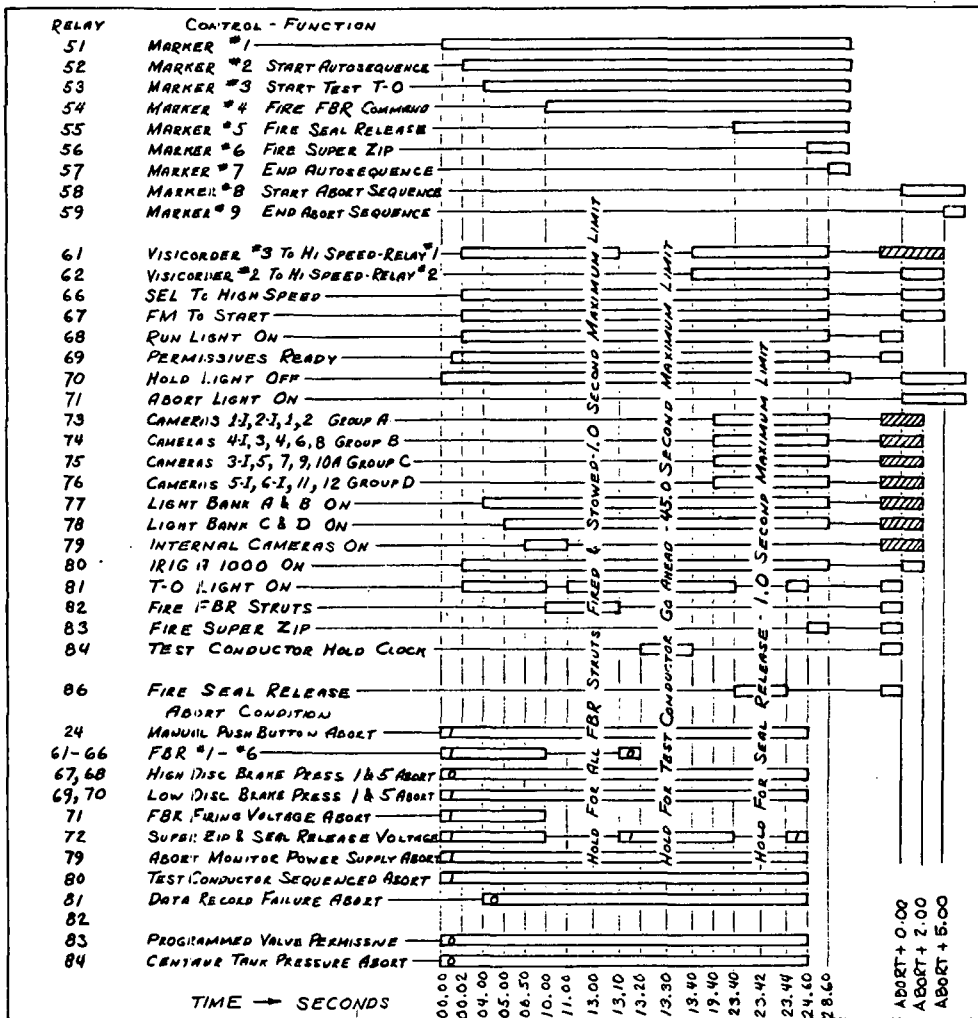 RELAY CONTROL - FUNCTION
51 MARKER #1
52 MARKER #2 START AUTOSEQUENCE
53 MARKER #3 START TEST T-O
54 MARKER #4 FIRE FBR COMMAND
55 MARKER #5 FIRE SEAL RELEASE
56 MARKER #6 FIRE SUPER ZIP
57 MARKER #7 END AUTOSEQUENCE
58 MARKER #8 START ABORT SEQUENCE
59 MARKER #9 END ABORT SEQUENCE
61 VISICORDER #3 TO HI SPEED-RELAY #1
62 VISICORDER #2 TO HI SPEED-RELAY #2
66 SEL TO HIGH SPEED
67 FM TO START
68 RUN LIGHT ON
69 PERMISSIVES READY
70 HOLD LIGHT OFF
71 ABORT LIGHT ON
73 CAMERAS 1-I, 2-I, 1, 2 GROUP A
74 CAMERAS 4-I, 3, 4, 6, 8 GROUP B
75 CAMERAS 3-I, 5, 7, 9, 10A GROUP C
76 CAMERAS 5-I, 6-I, 11, 12 GROUP D
77 LIGHT BANK A & B ON
78 LIGHT BANK C & D ON
79 INTERNAL CAMERAS ON
80 IRIG 17 1000 ON
81 T-O LIGHT ON
82 FIRE FBR STRUTS
83 FIRE SUPER ZIP
84 TEST CONDUCTOR HOLD CLOCK
86 FIRE SEAL RELEASE
ABORT CONDITION
24 MANUAL PUSH BUTTON ABORT 1
61-66 FBR #1-#6 1 0
67, 68 HIGH DISC BRAKE PRESS 1 & 5 ABORT 0
69, 70 LOW DISC BRAKE PRESS 1 & 5 ABORT 1
71 FBR FIRING VOLTAGE ABORT 1
72 SUPER ZIP & SEAL RELEASE VOLTAGE 1 1 1
79 ABORT MONITOR POWER SUPPLY ABORT 1
80 TEST CONDUCTOR SEQUENCED ABORT 1
81 DATA RECORD FAILURE ABORT 0
82
83 PROGRAMMED VALVE PERMISSIVE 0
84 CENTAUR TANK PRESSURE ABORT 0
HOLD FOR ALL FBR STRUTS FIRED & STOWED-1.0 SECOND MAXIMUM LIMIT
HOLD FOR TEST CONDUCTOR GO AHEAD - 45.0 SECOND MAXIMUM LIMIT
HOLD FOR SEAL RELEASE - 1.0 SECOND MAXIMUM LIMIT
TIME → SECONDS
00.00
00.02
04.00
05.00
06.50
10.00
11.00
13.00
13.10
13.20
13.30
13.40
19.40
23.40
23.42
23.44
24.60
28.60
ABORT + 0.00
ABORT + 2.00
ABORT + 5.00